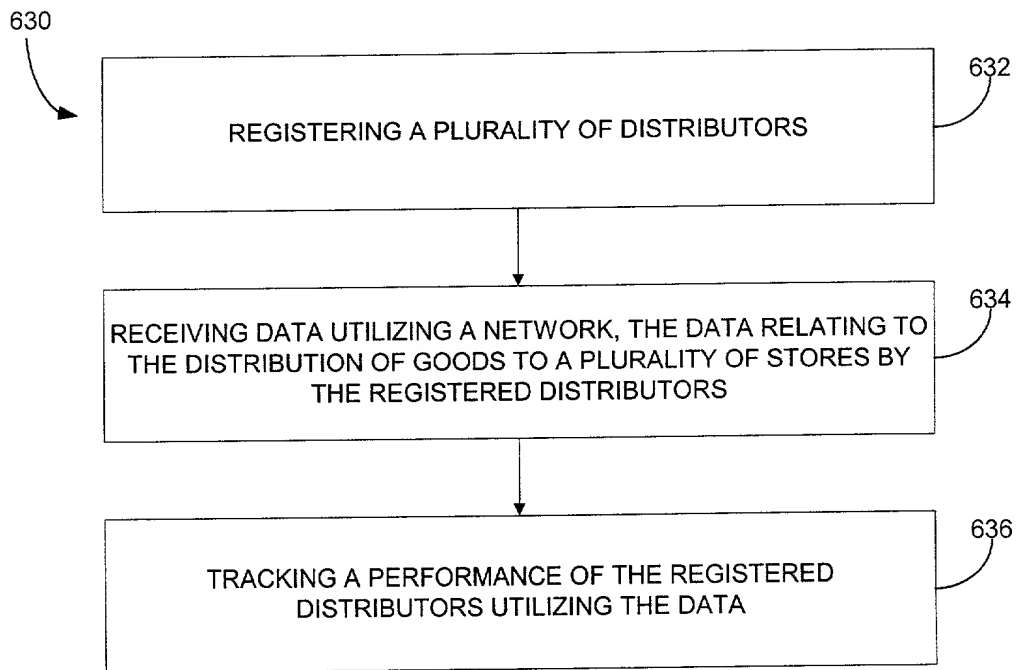 630
632
REGISTERING A PLURALITY OF DISTRIBUTORS
634
RECEIVING DATA UTILIZING A NETWORK, THE DATA RELATING TO
THE DISTRIBUTION OF GOODS TO A PLURALITY OF STORES BY
THE REGISTERED DISTRIBUTORS
636
TRACKING A PERFORMANCE OF THE REGISTERED
DISTRIBUTORS UTILIZING THE DATA